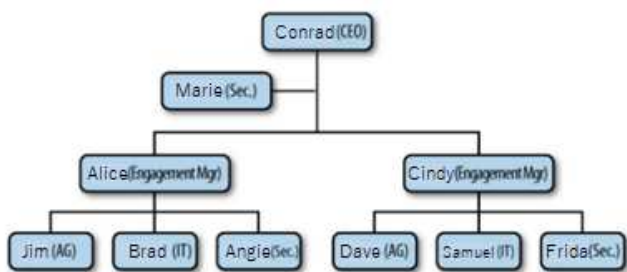 Conrad (CEO)
Marie (Sec.)
Alice (Engagement Mgr)
Cindy (Engagement Mgr)
Jim (AG)
Brad (IT)
Angie (Sec.)
Dave (AG)
Samuel (IT)
Frida (Sec.)